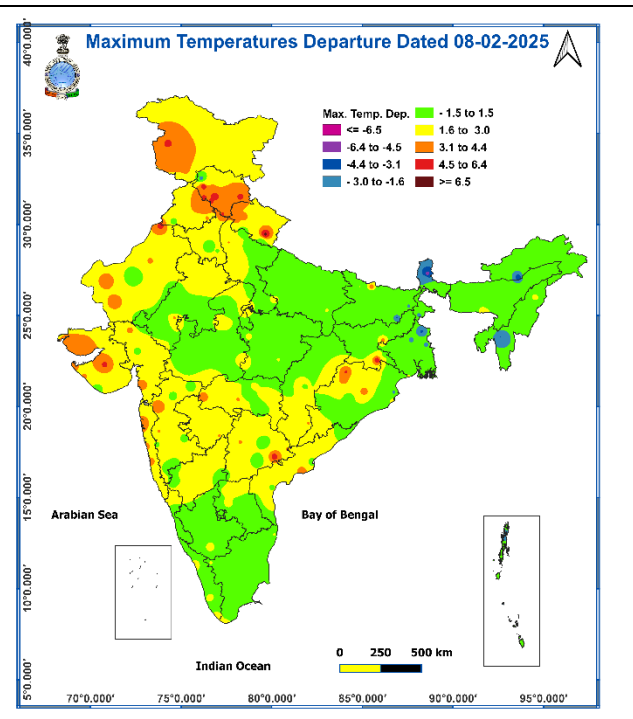 Maximum Temperatures Departure Dated 08-02-2025
Max. Temp. Dep.
<= -6.5
-6.4 to -4.5
-4.4 to -3.1
- 3.0 to -1.6
- 1.5 to 1.5
1.6 to 3.0
3.1 to 4.4
4.5 to 6.4
>= 6.5
40°0.000'
35°0.000'
30°0.000'
25°0.000'
20°0.000'
15°0.000'
10°0.000'
5°0.000'
Arabian Sea
Bay of Bengal
Indian Ocean
0 250 500 km
70°0.000' 75°0.000' 80°0.000' 85°0.000' 90°0.000' 95°0.000'